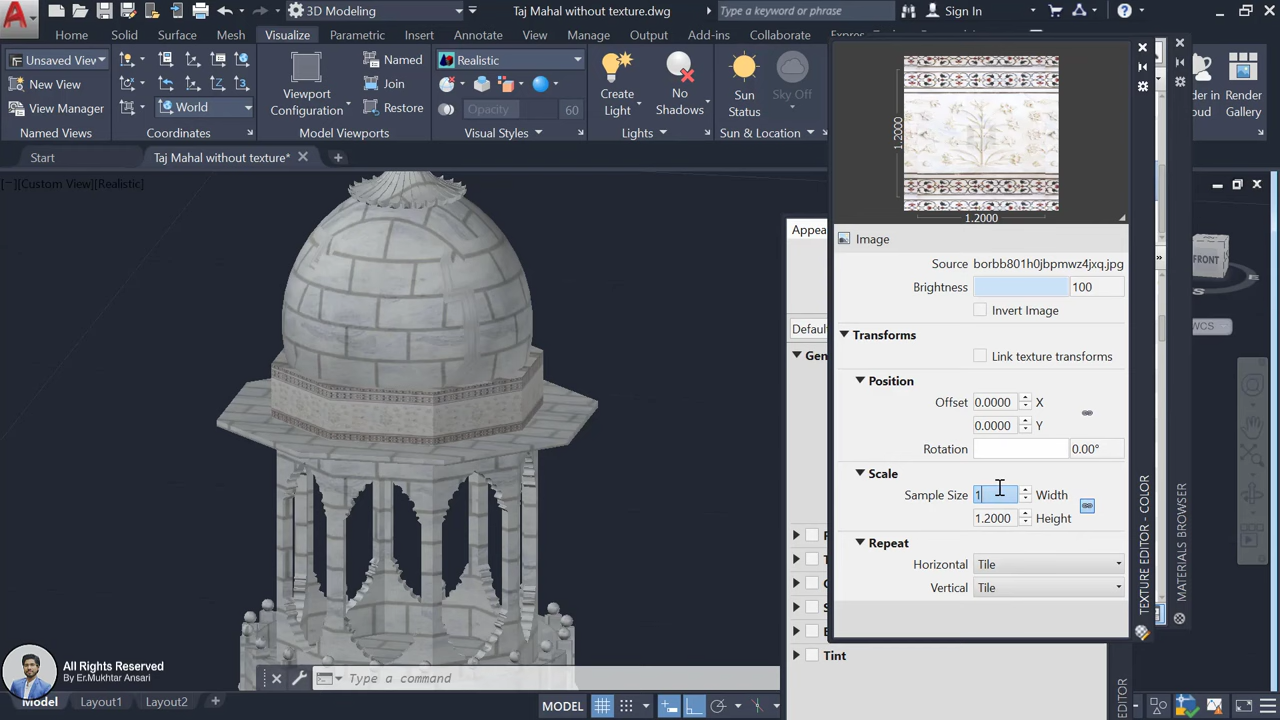 3D Modeling
Taj Mahal without texture.dwg
Type a keyword or phrase
Sign In
Home Solid Surface Mesh Visualize Parametric Insert Annotate View Manage Output Add-ins Collaborate
Unsaved View
New View
View Manager
Named Views
World
Coordinates
Viewport
Configuration
Named
Join
Restore
Model Viewports
Realistic
Opacity 60
Visual Styles
Create
Light
No
Shadows
Lights
Sun
Status
Sky Off
Sun & Location
Render
Gallery
Start
Taj Mahal without texture*
[−][Custom View][Realistic]
1.2000
1.2000
FRONT
S
WCS
Image
Source borbb801h0jbpmwz4jxq.jpg
Brightness 100
Invert Image
Transforms
Link texture transforms
Position
Offset 0.0000 X
0.0000 Y
Rotation 0.00°
Scale
Sample Size 1 Width
1.2000 Height
Repeat
Horizontal Tile
Vertical Tile
Tint
TEXTURE EDITOR - COLOR
MATERIALS BROWSER
EDITOR
Type a command
All Rights Reserved
By Er.Mukhtar Ansari
Model Layout1 Layout2
MODEL